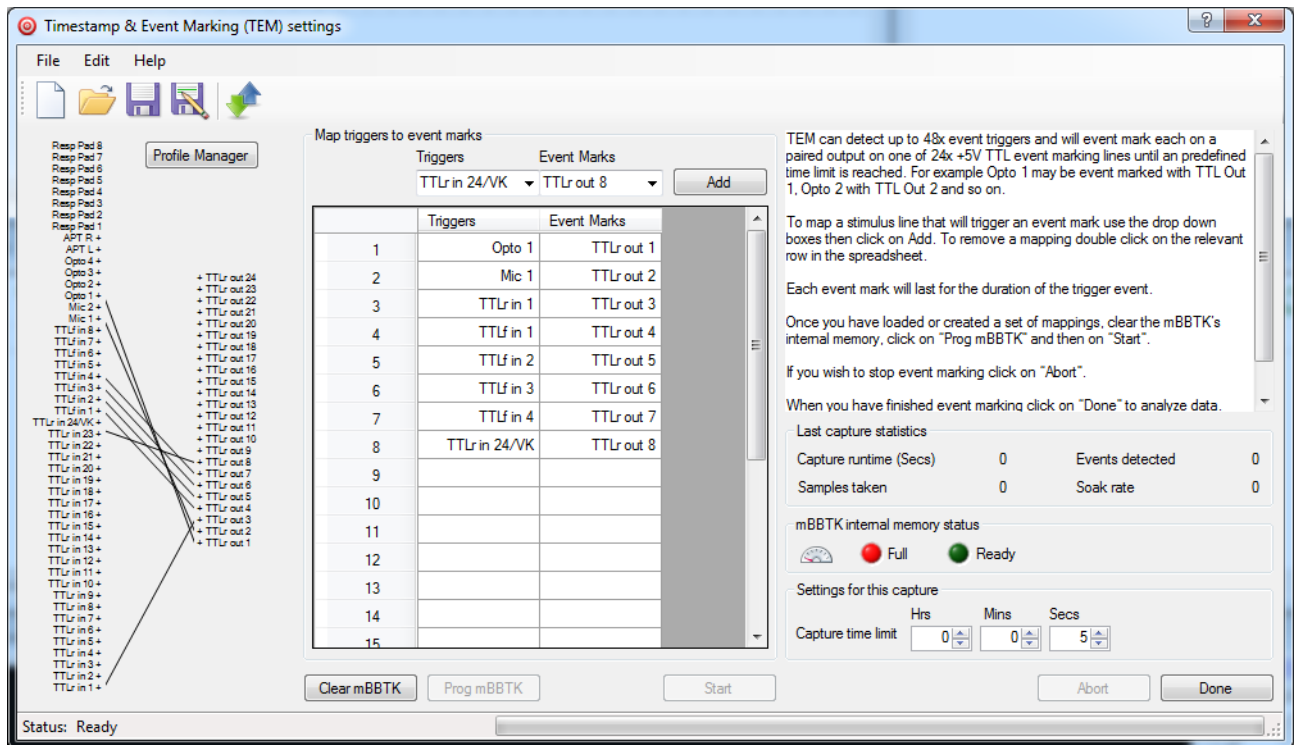 Timestamp & Event Marking (TEM) settings
File Edit Help
Resp Pad 8
Resp Pad 7
Resp Pad 6
Resp Pad 5
Resp Pad 4
Resp Pad 3
Resp Pad 2
Resp Pad 1
APT R +
APT L +
Opto 4 +
Opto 3 +
Opto 2 +
Opto 1 +
Mic 2 +
Mic 1 +
TTLf in 8 +
TTLf in 7 +
TTLf in 6 +
TTLf in 5 +
TTLf in 4 +
TTLf in 3 +
TTLf in 2 +
TTLf in 1 +
TTLr in 24/VK +
TTLr in 23 +
TTLr in 22 +
TTLr in 21 +
TTLr in 20 +
TTLr in 19 +
TTLr in 18 +
TTLr in 17 +
TTLr in 16 +
TTLr in 15 +
TTLr in 14 +
TTLr in 13 +
TTLr in 12 +
TTLr in 11 +
TTLr in 10 +
TTLr in 9 +
TTLr in 8 +
TTLr in 7 +
TTLr in 6 +
TTLr in 5 +
TTLr in 4 +
TTLr in 3 +
TTLr in 2 +
TTLr in 1 +
Profile Manager
+ TTLr out 24
+ TTLr out 23
+ TTLr out 22
+ TTLr out 21
+ TTLr out 20
+ TTLr out 19
+ TTLr out 18
+ TTLr out 17
+ TTLr out 16
+ TTLr out 15
+ TTLr out 14
+ TTLr out 13
+ TTLr out 12
+ TTLr out 11
+ TTLr out 10
+ TTLr out 9
+ TTLr out 8
+ TTLr out 7
+ TTLr out 6
+ TTLr out 5
+ TTLr out 4
+ TTLr out 3
+ TTLr out 2
+ TTLr out 1
Map triggers to event marks
Triggers Event Marks
TTLr in 24/VK TTLr out 8 Add
Triggers Event Marks
1 Opto 1 TTLr out 1
2 Mic 1 TTLr out 2
3 TTLr in 1 TTLr out 3
4 TTLf in 1 TTLr out 4
5 TTLf in 2 TTLr out 5
6 TTLf in 3 TTLr out 6
7 TTLf in 4 TTLr out 7
8 TTLr in 24/VK TTLr out 8
9
10
11
12
13
14
15
TEM can detect up to 48x event triggers and will event mark each on a
paired output on one of 24x +5V TTL event marking lines until an predefined
time limit is reached. For example Opto 1 may be event marked with TTL Out
1, Opto 2 with TTL Out 2 and so on.
To map a stimulus line that will trigger an event mark use the drop down
boxes then click on Add. To remove a mapping double click on the relevant
row in the spreadsheet.
Each event mark will last for the duration of the trigger event.
Once you have loaded or created a set of mappings, clear the mBBTK's
internal memory, click on "Prog mBBTK" and then on "Start".
If you wish to stop event marking click on "Abort".
When you have finished event marking click on "Done" to analyze data.
Last capture statistics
Capture runtime (Secs) 0 Events detected 0
Samples taken 0 Soak rate 0
mBBTK internal memory status
Full Ready
Settings for this capture
Hrs Mins Secs
Capture time limit 0 0 5
Clear mBBTK Prog mBBTK Start Abort Done
Status: Ready